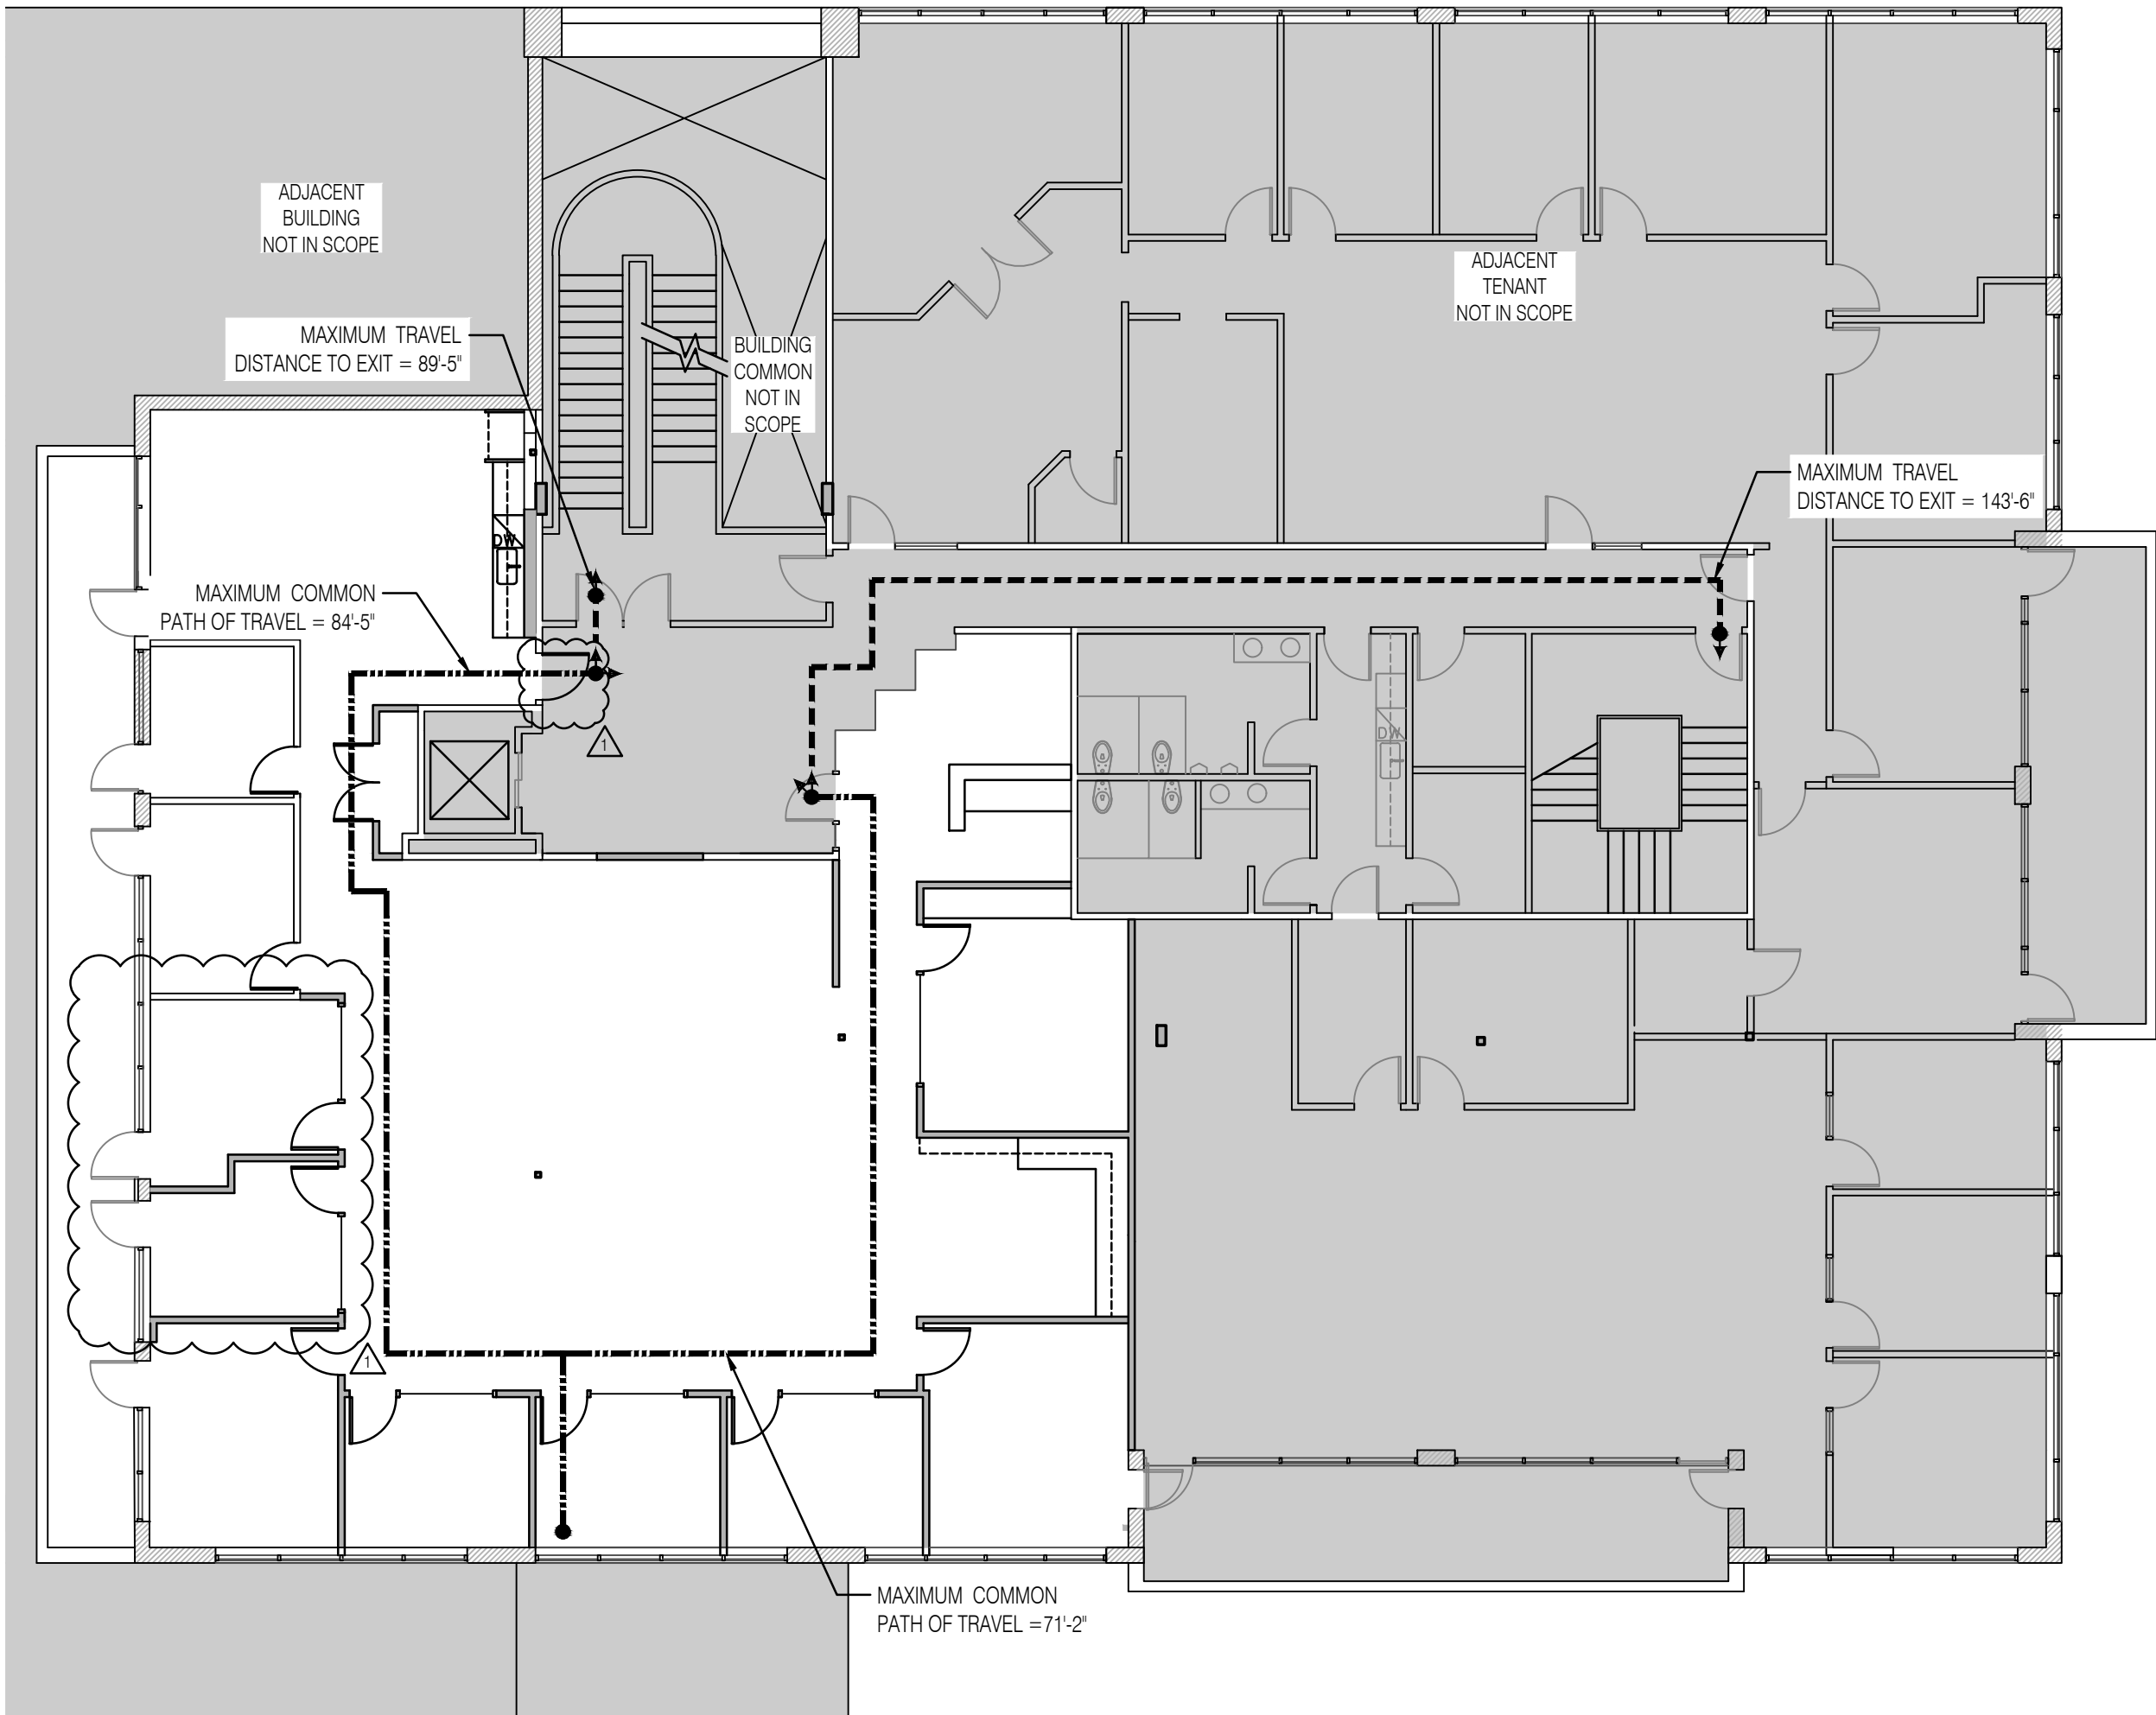 ADJACENT
BUILDING
NOT IN SCOPE
ADJACENT
TENANT
NOT IN SCOPE
MAXIMUM TRAVEL
DISTANCE TO EXIT = 89'-5"
BUILDING
COMMON
NOT IN
SCOPE
MAXIMUM TRAVEL
DISTANCE TO EXIT = 143'-6"
DW
MAXIMUM COMMON
PATH OF TRAVEL = 84'-5"
DW
1
1
MAXIMUM COMMON
PATH OF TRAVEL =71'-2"